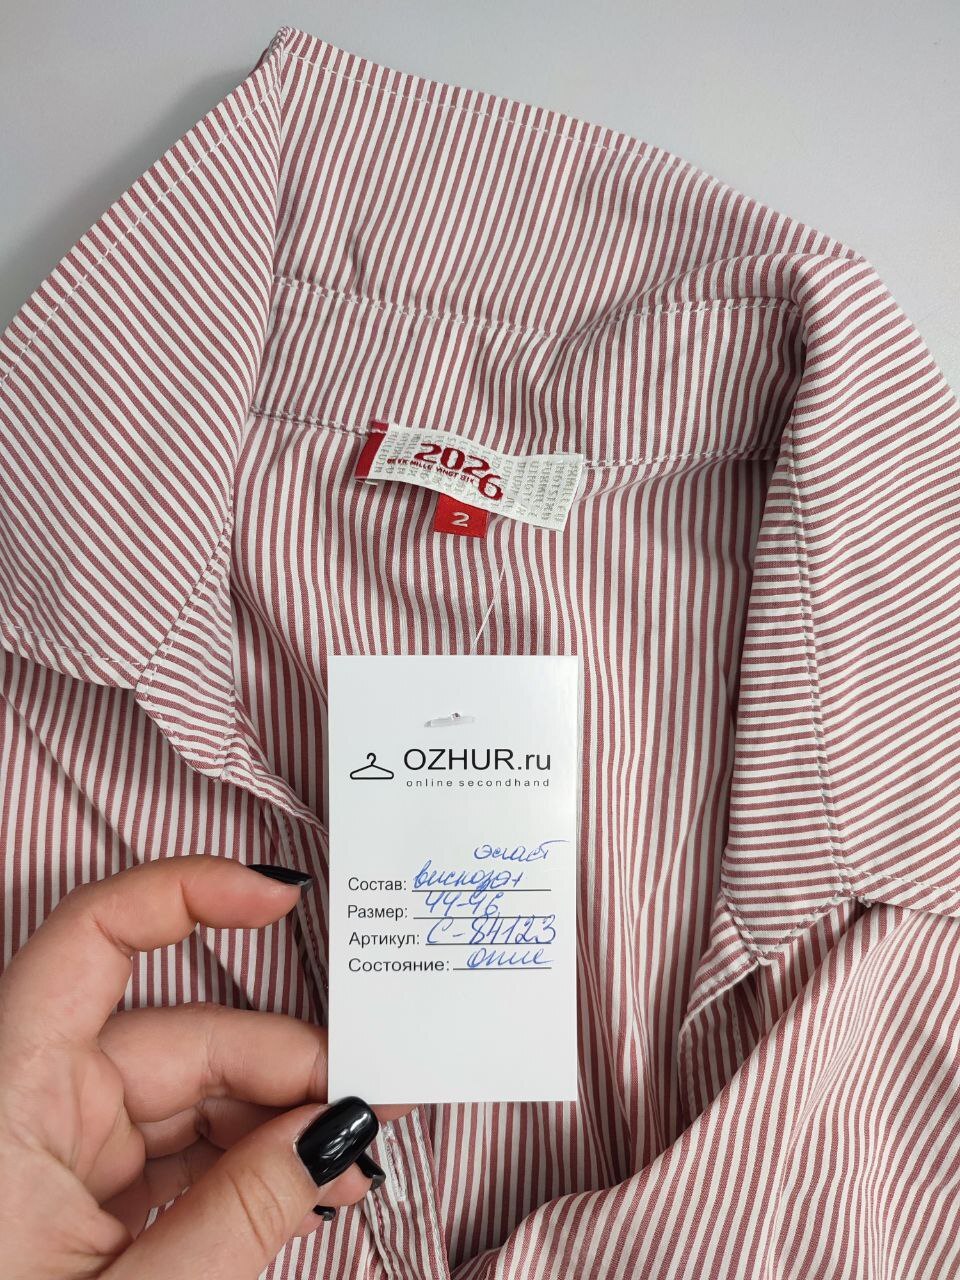 2026
DEUX MILLE VINGT SIX
2
OZHUR.ru
online secondhand
эласт
Состав: вискоза+
Размер: 44-46
Артикул: С-84123
Состояние: отл